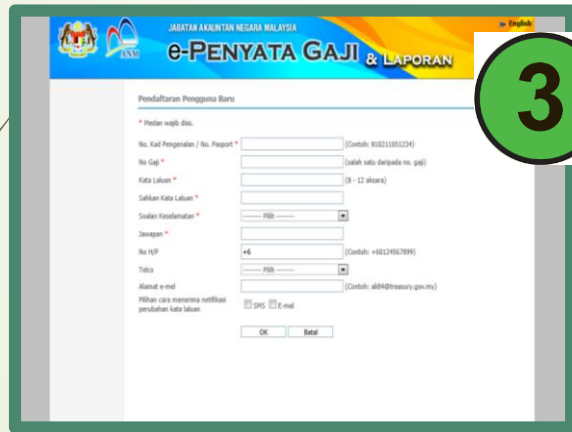 JABATAN AKAUNTAN NEGARA MALAYSIA
English
ANM
e-PENYATA GAJI & LAPORAN
3
Pendaftaran Pengguna Baru
* Medan wajib diisi.
No. Kad Pengenalan / No. Pasport * (Contoh: 810211051234)
No Gaji * (salah satu daripada no. gaji)
Kata Laluan * (8 - 12 aksara)
Sahkan Kata Laluan *
Soalan Keselamatan * -------- Pilih --------
Jawapan *
No H/P +6 (Contoh: +60124567899)
Telco -------- Pilih --------
Alamat e-mel (Contoh: ali04@treasury.gov.my)
Pilihan cara menerima notifikasi SMS E-mail
perubahan kata laluan
OK Batal